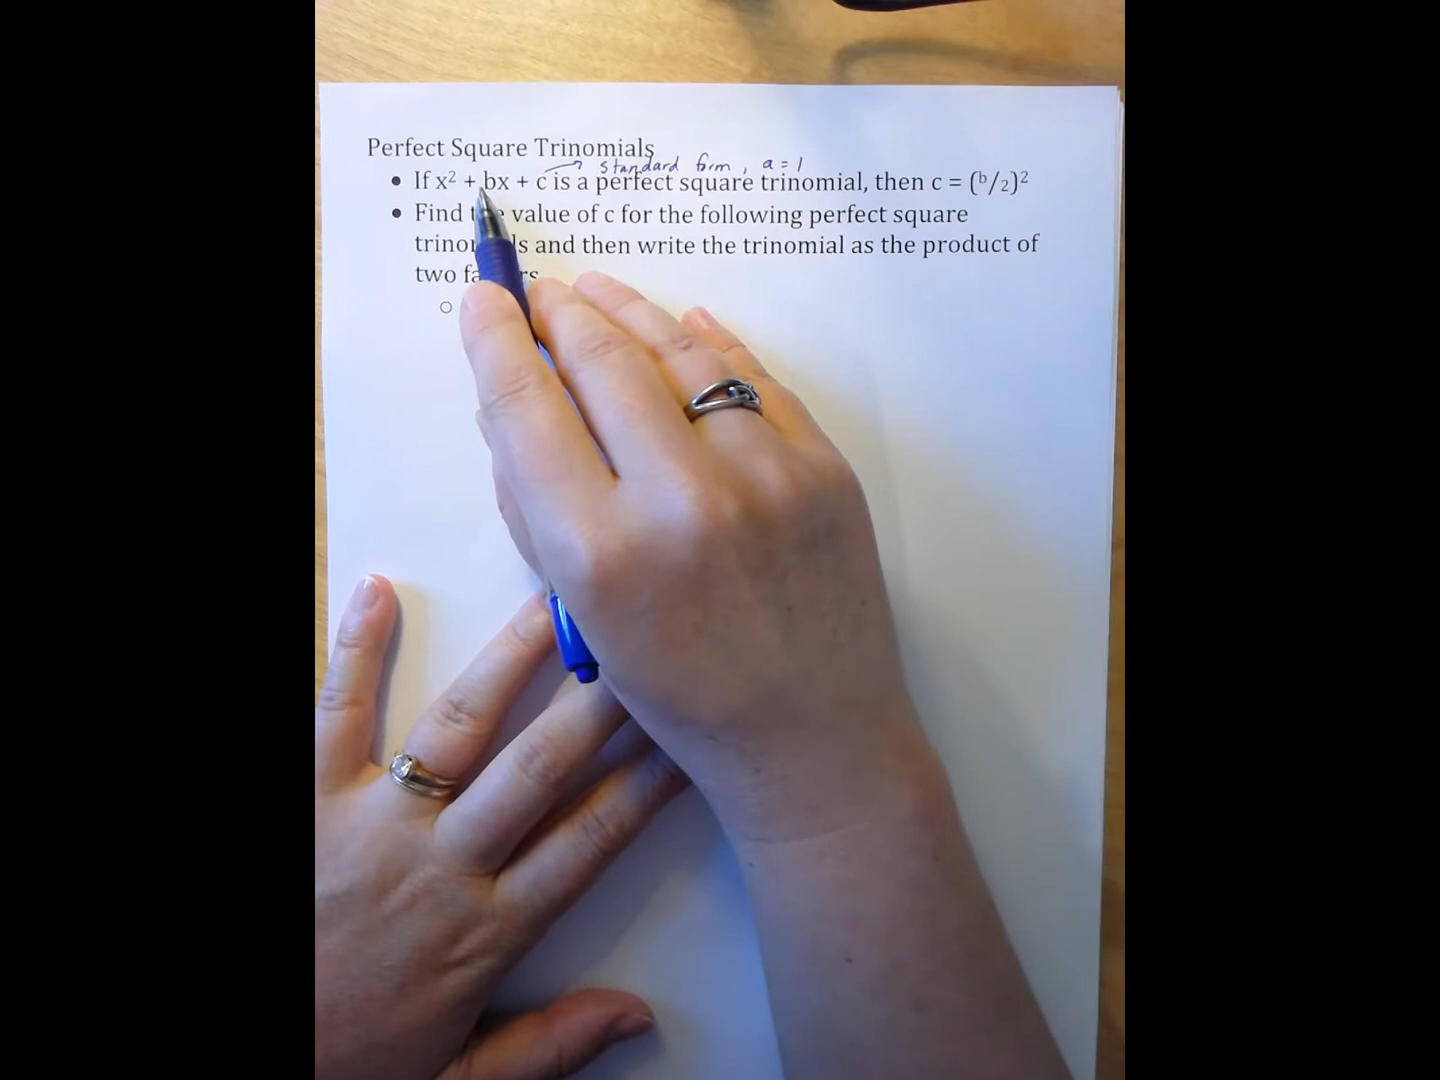 Perfect Square Trinomials
standard form, a = 1
• If x² + bx + c is a perfect square trinomial, then c = (b/2)²
• Find value of c for the following perfect square
and then write the trinomial as the product of
two